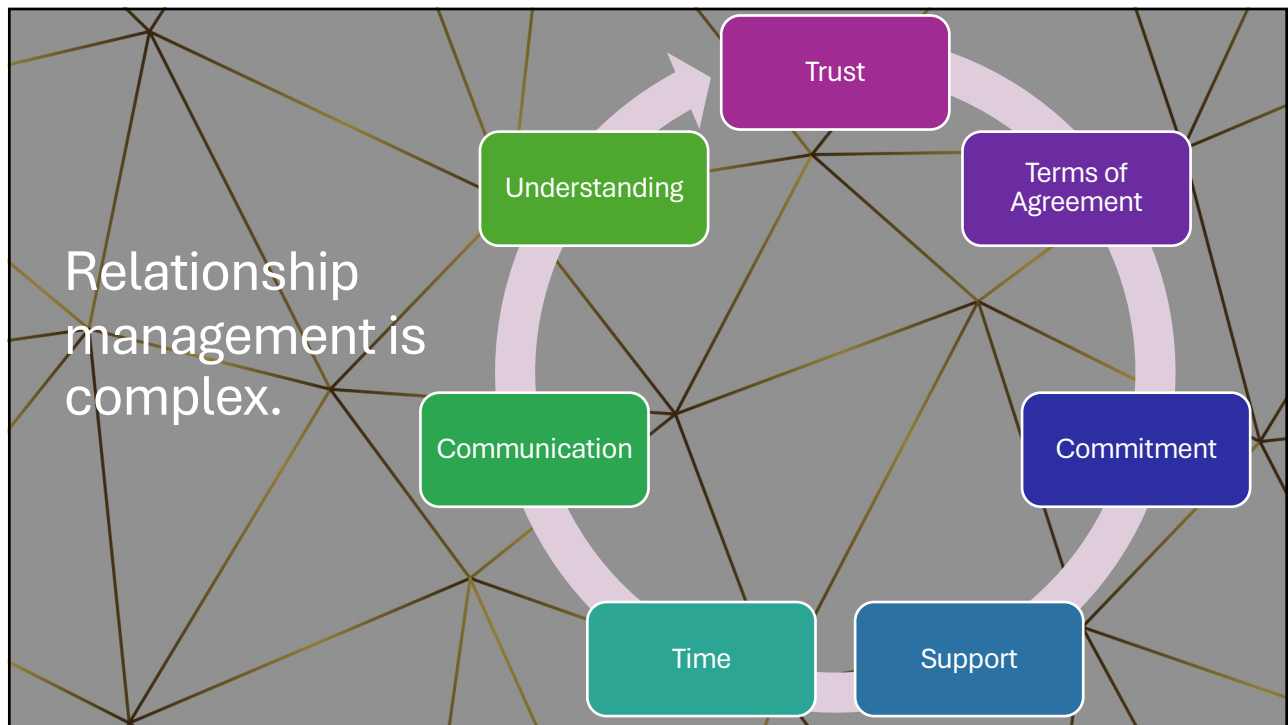 Relationship
management is
complex.
Trust
Terms of
Agreement
Commitment
Support
Time
Communication
Understanding